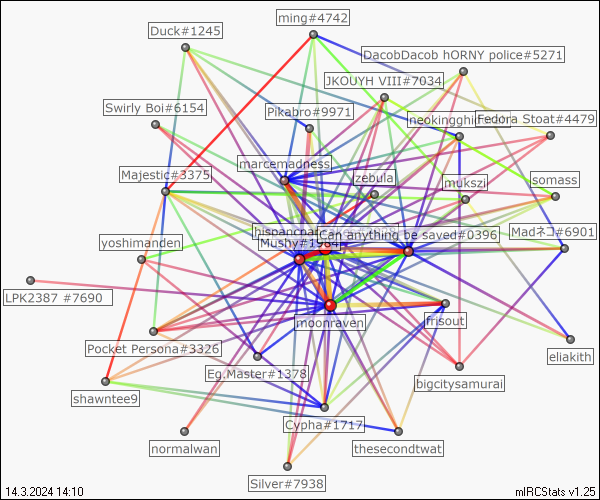 ming#4742
Duck#1245
DacobDacob hORNY police#5271
JKOUYH VIII#7034
Swirly Boi#6154
Pikabro#9971
Fedora Stoat#4479
marcemadness
Majestic#3375
zebula
mukszi
somass
Can anything be saved#0396
Madネコ#6901
Mushy#1984
yoshimanden
LPK2387 #7690
moonraven
frisout
Pocket Persona#3326
eliakith
Eg.Master#1378
bigcitysamurai
shawntee9
Cypha#1717
normalwan
thesecondtwat
Silver#7938
14.3.2024 14:10
mIRCStats v1.25